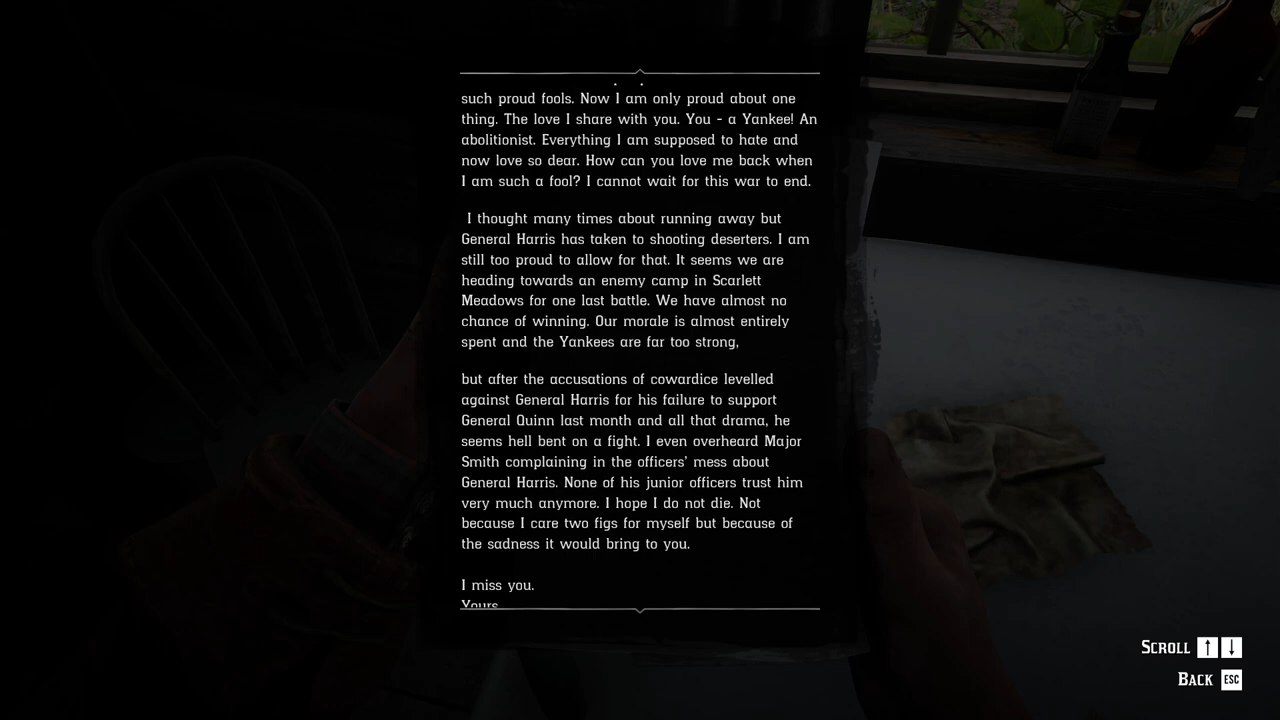 such proud fools. Now I am only proud about one
thing. The love I share with you. You - a Yankee! An
abolitionist. Everything I am supposed to hate and
now love so dear. How can you love me back when
I am such a fool? I cannot wait for this war to end.
I thought many times about running away but
General Harris has taken to shooting deserters. I am
still too proud to allow for that. It seems we are
heading towards an enemy camp in Scarlett
Meadows for one last battle. We have almost no
chance of winning. Our morale is almost entirely
spent and the Yankees are far too strong,
but after the accusations of cowardice levelled
against General Harris for his failure to support
General Quinn last month and all that drama, he
seems hell bent on a fight. I even overheard Major
Smith complaining in the officers' mess about
General Harris. None of his junior officers trust him
very much anymore. I hope I do not die. Not
because I care two figs for myself but because of
the sadness it would bring to you.
I miss you.
Yours
SCROLL ↑ ↓
BACK ESC